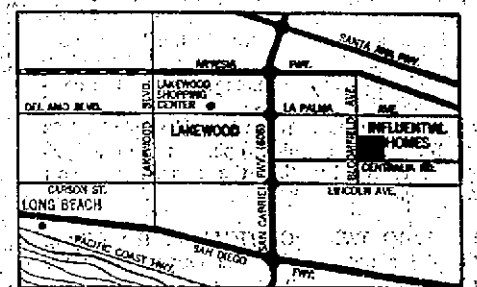 SANTA ANA FWY.
ARTESIA FWY.
LAKEWOOD SHOPPING CENTER
DEL AMO BLVD.
LAKEWOOD BLVD.
LA PALMA AVE.
BLOOMFIELD AVE.
LAKEWOOD
INFLUENTIAL HOMES
SAN GABRIEL FWY. (605)
CENTRALIA
CARSON ST.
LINCOLN AVE.
LONG BEACH
PACIFIC COAST HWY.
SAN DIEGO FWY.